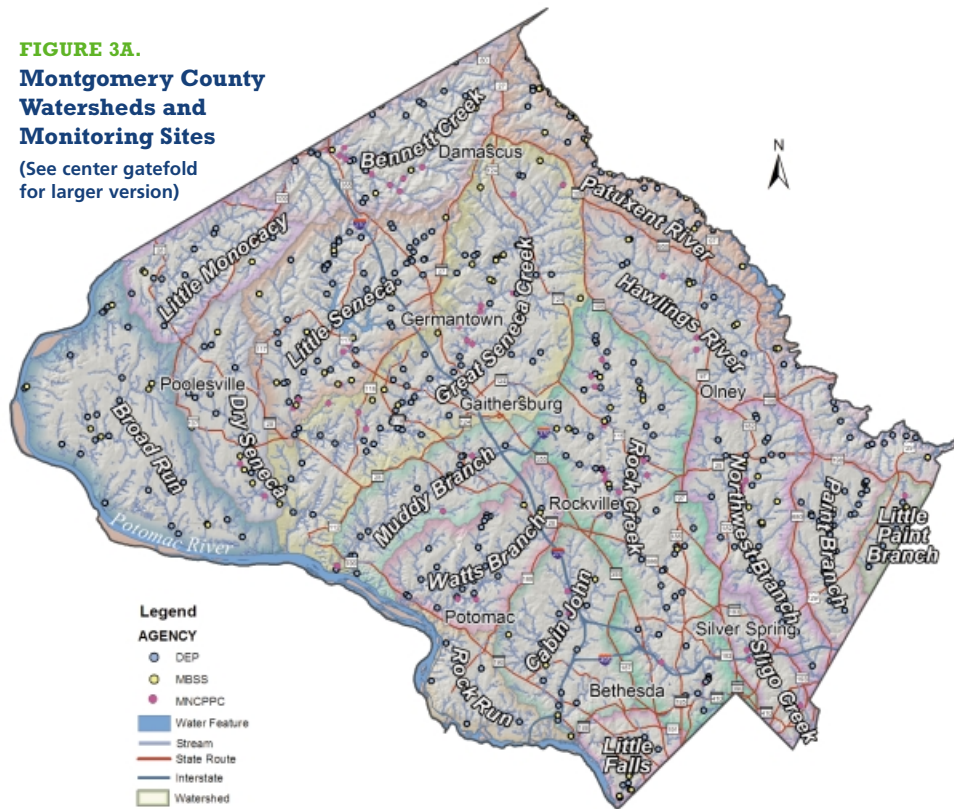 FIGURE 3A.
Montgomery County
Watersheds and
Monitoring Sites
(See center gatefold
for larger version)
N
Bennett Creek
Damascus
Patuxent River
Little Monocacy
Hawlings River
Little Seneca
Germantown
Great Seneca Creek
Poolesville
Olney
Gaithersburg
Broad Run
Dry Seneca
Muddy Branch
Rock Creek
Northwest Branch
Paint Branch
Rockville
Little
Paint
Branch
Potomac River
Watts Branch
Potomac
Cabin John
Silver Spring
Sligo Creek
Rock Run
Bethesda
Little
Falls
Legend
AGENCY
DEP
MBSS
MNCPPC
Water Feature
Stream
State Route
Interstate
Watershed